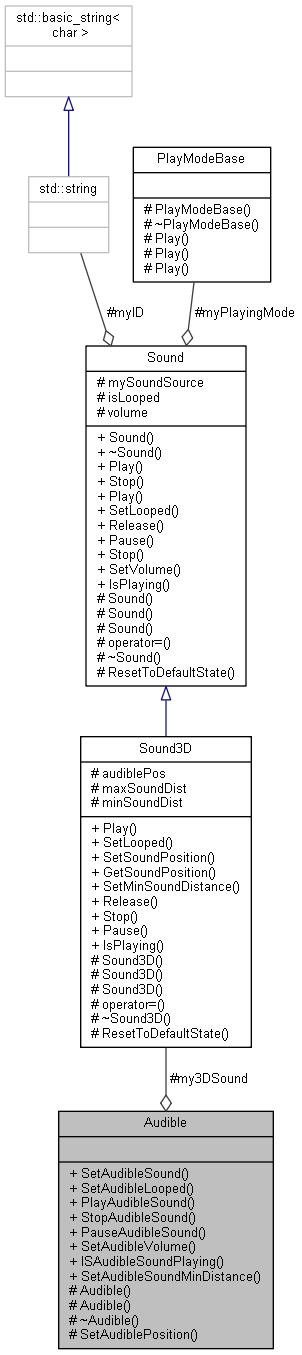 std::basic_string<
char >
std::string
PlayModeBase
# PlayModeBase()
# ~PlayModeBase()
# Play()
# Play()
# Play()
#myID
#myPlayingMode
Sound
# mySoundSource
# isLooped
# volume
+ Sound()
+ ~Sound()
+ Play()
+ Stop()
+ Play()
+ SetLooped()
+ Release()
+ Pause()
+ Stop()
+ SetVolume()
+ IsPlaying()
# Sound()
# Sound()
# Sound()
# operator=()
# ~Sound()
# ResetToDefaultState()
Sound3D
# audiblePos
# maxSoundDist
# minSoundDist
+ Play()
+ SetLooped()
+ SetSoundPosition()
+ GetSoundPosition()
+ SetMinSoundDistance()
+ Release()
+ Stop()
+ Pause()
+ IsPlaying()
# Sound3D()
# Sound3D()
# Sound3D()
# operator=()
# ~Sound3D()
# ResetToDefaultState()
#my3DSound
Audible
+ SetAudibleSound()
+ SetAudibleLooped()
+ PlayAudibleSound()
+ StopAudibleSound()
+ PauseAudibleSound()
+ SetAudibleVolume()
+ ISAudibleSoundPlaying()
+ SetAudibleSoundMinDistance()
# Audible()
# Audible()
# ~Audible()
# SetAudiblePosition()